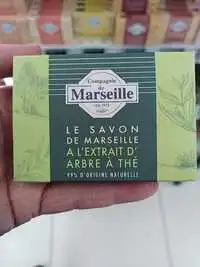 Compagnie
de
Marseille
LE SAVON
DE MARSEILLE
A L'EXTRAIT D'
ARBRE À THÉ
99% D'ORIGINE NATURELLE